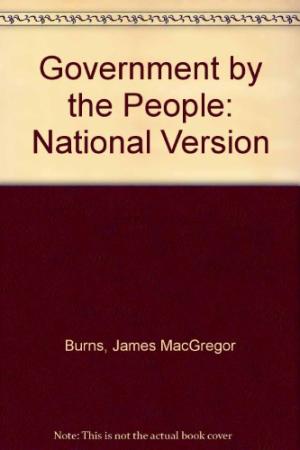 Government by
the People:
National Version
Burns, James MacGregor
Note: This is not the actual book cover